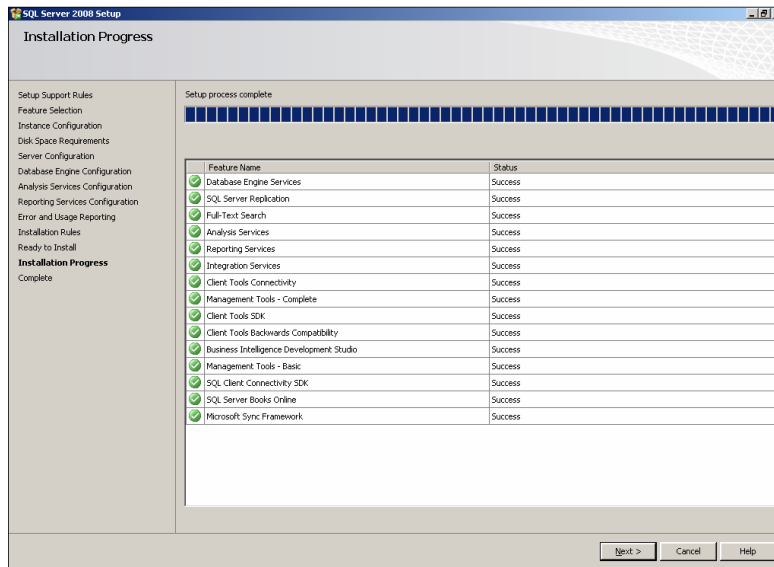 SQL Server 2008 Setup
Installation Progress
Setup Support Rules
Feature Selection
Instance Configuration
Disk Space Requirements
Server Configuration
Database Engine Configuration
Analysis Services Configuration
Reporting Services Configuration
Error and Usage Reporting
Installation Rules
Ready to Install
Installation Progress
Complete
Setup process complete
Feature Name Status
Database Engine Services Success
SQL Server Replication Success
Full-Text Search Success
Analysis Services Success
Reporting Services Success
Integration Services Success
Client Tools Connectivity Success
Management Tools - Complete Success
Client Tools SDK Success
Client Tools Backwards Compatibility Success
Business Intelligence Development Studio Success
Management Tools - Basic Success
SQL Client Connectivity SDK Success
SQL Server Books Online Success
Microsoft Sync Framework Success
Next > Cancel Help